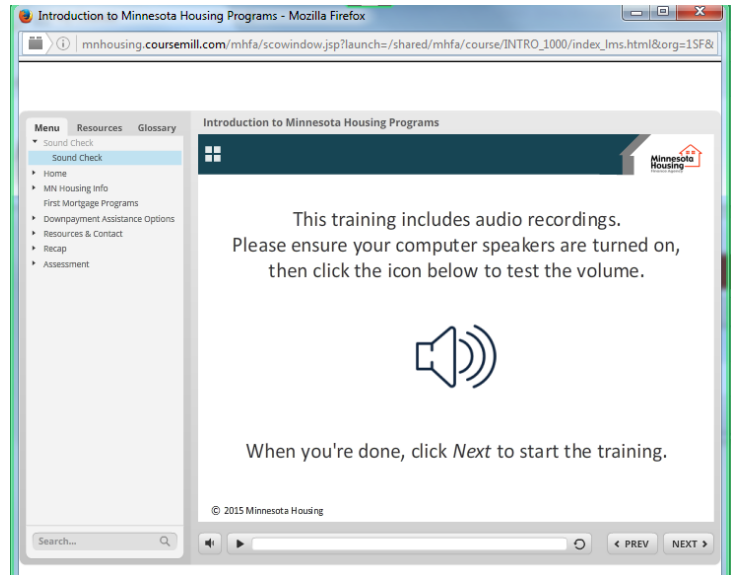 Introduction to Minnesota Housing Programs - Mozilla Firefox
mnhousing.coursemill.com/mhfa/scowindow.jsp?launch=/shared/mhfa/course/INTRO_1000/index_lms.html&org=1SF&
Introduction to Minnesota Housing Programs
Menu Resources Glossary
Sound Check
Sound Check
Home
MN Housing Info
First Mortgage Programs
Downpayment Assistance Options
Resources & Contact
Recap
Assessment
Minnesota
Housing
This training includes audio recordings.
Please ensure your computer speakers are turned on,
then click the icon below to test the volume.
When you're done, click Next to start the training.
© 2015 Minnesota Housing
Search...
PREV NEXT